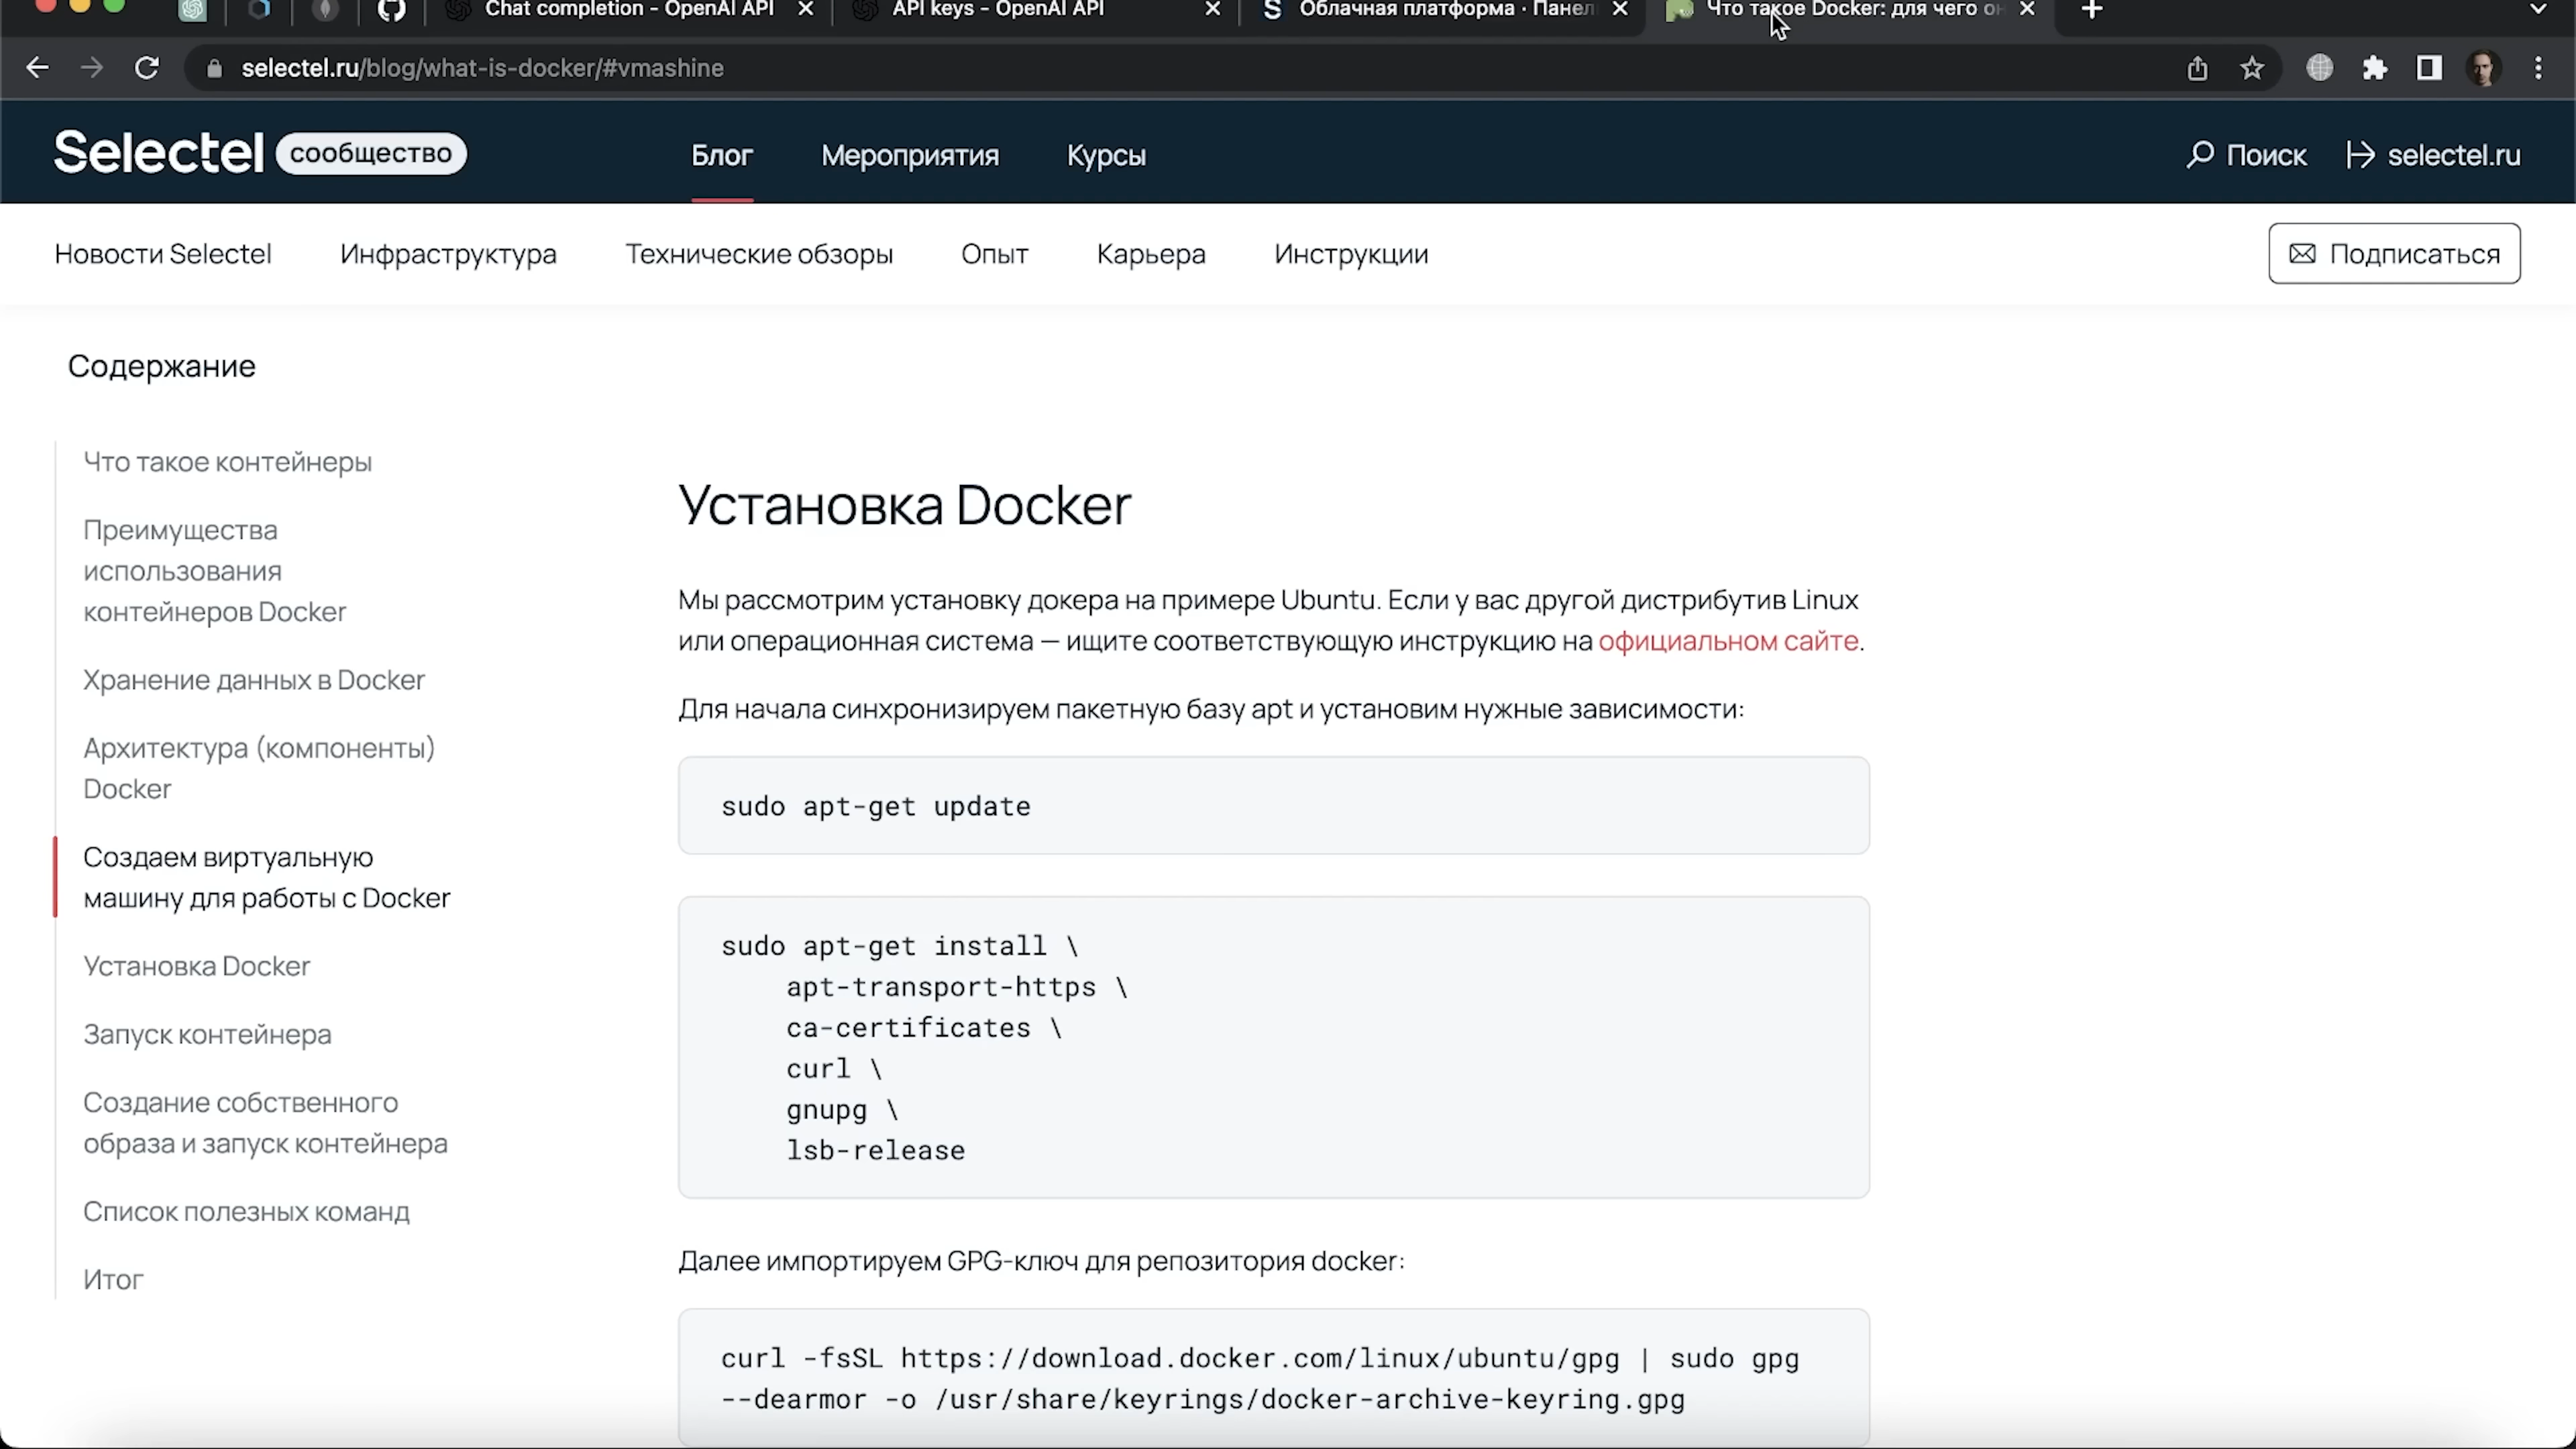 Chat completion - OpenAI API
API keys - OpenAI API
Облачная платформа · Панел
Что такое Docker: для чего он
selectel.ru/blog/what-is-docker/#vmashine
Selectel сообщество
Блог
Мероприятия
Курсы
Поиск
selectel.ru
Новости Selectel
Инфраструктура
Технические обзоры
Опыт
Карьера
Инструкции
Подписаться
Содержание
Что такое контейнеры
Преимущества
использования
контейнеров Docker
Хранение данных в Docker
Архитектура (компоненты)
Docker
Создаем виртуальную
машину для работы с Docker
Установка Docker
Запуск контейнера
Создание собственного
образа и запуск контейнера
Список полезных команд
Итог
Установка Docker
Мы рассмотрим установку докера на примере Ubuntu. Если у вас другой дистрибутив Linux
или операционная система — ищите соответствующую инструкцию на официальном сайте.
Для начала синхронизируем пакетную базу apt и установим нужные зависимости:
sudo apt-get update
sudo apt-get install \
apt-transport-https \
ca-certificates \
curl \
gnupg \
lsb-release
Далее импортируем GPG-ключ для репозитория docker:
curl -fsSL https://download.docker.com/linux/ubuntu/gpg | sudo gpg
--dearmor -o /usr/share/keyrings/docker-archive-keyring.gpg